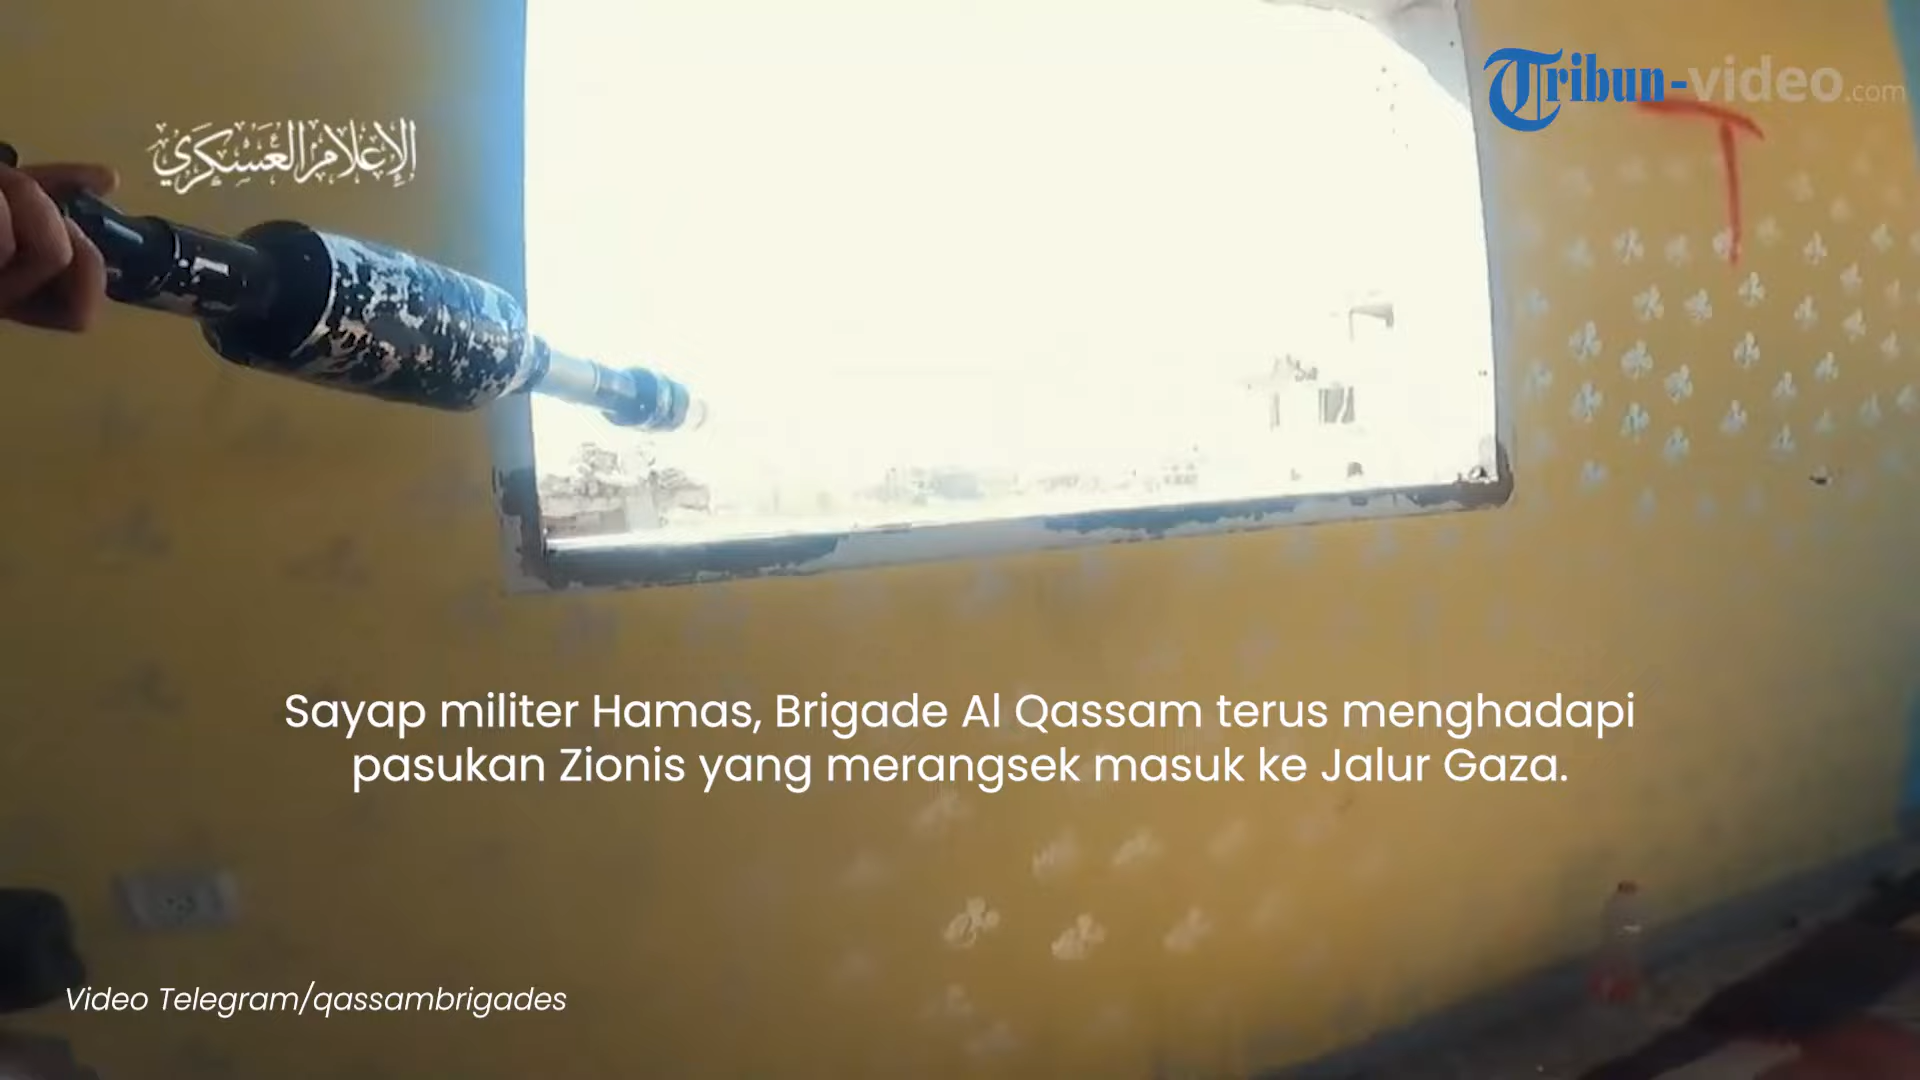 Tribun-video.com
الإعلام العسكري
T
Sayap militer Hamas, Brigade Al Qassam terus menghadapi
pasukan Zionis yang merangsek masuk ke Jalur Gaza.
Video Telegram/qassambrigades